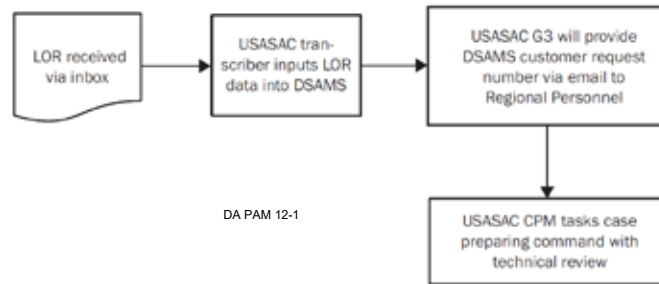 LOR received
via inbox
USASAC tran-
scriber inputs LOR
data into DSAMS
USASAC G3 will provide
DSAMS customer request
number via email to
Regional Personnel
DA PAM 12-1
USASAC CPM tasks case
preparing command with
technical review